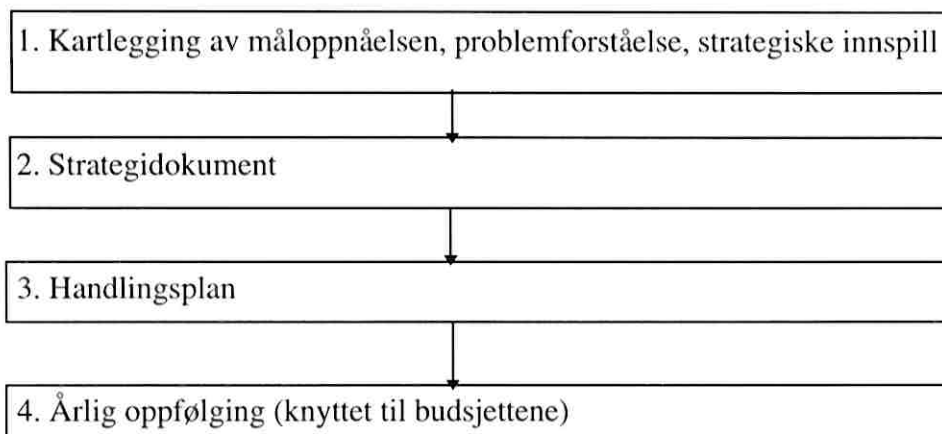 1. Kartlegging av måloppnåelsen, problemforståelse, strategiske innspill
2. Strategidokument
3. Handlingsplan
4. Årlig oppfølging (knyttet til budsjettene)